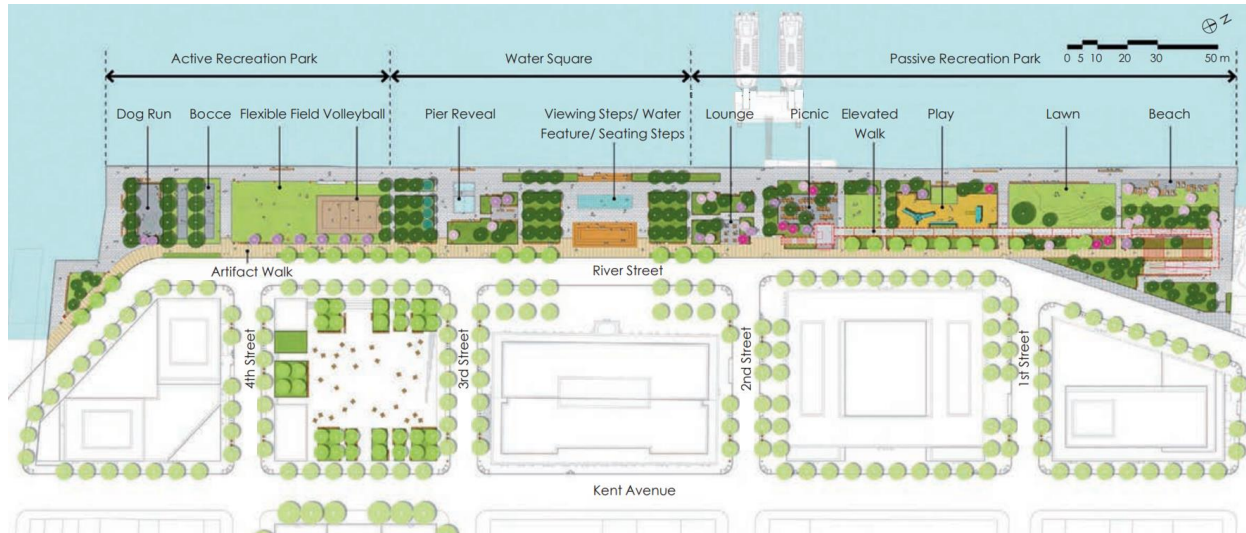 N
0 5 10 20 30 50 m
Active Recreation Park
Water Square
Passive Recreation Park
Dog Run
Bocce
Flexible Field
Volleyball
Pier Reveal
Viewing Steps/ Water
Feature/ Seating Steps
Lounge
Picnic
Elevated
Walk
Play
Lawn
Beach
Artifact Walk
River Street
4th Street
3rd Street
2nd Street
1st Street
Kent Avenue